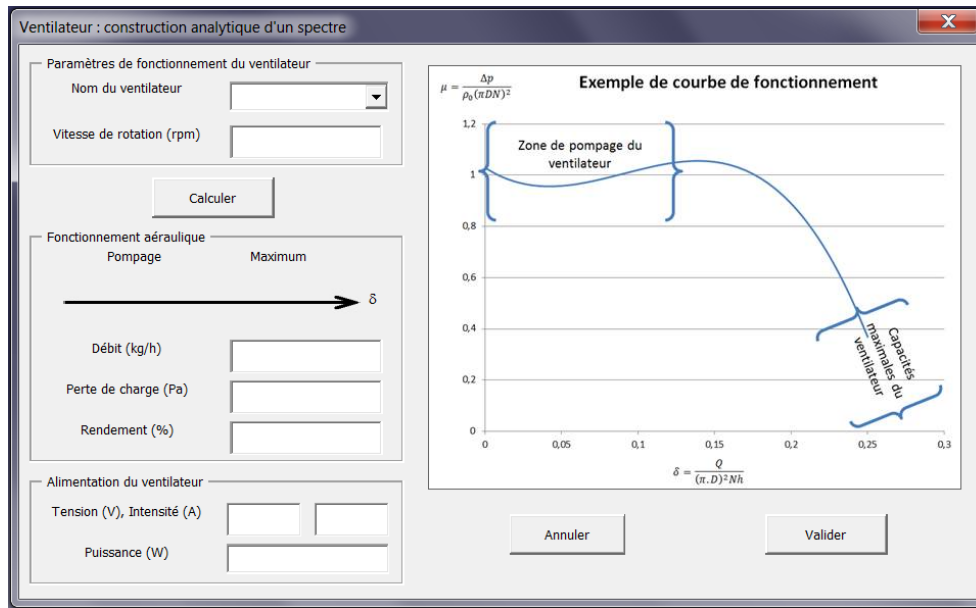 Ventilateur : construction analytique d'un spectre
X
Paramètres de fonctionnement du ventilateur
Nom du ventilateur
Vitesse de rotation (rpm)
Calculer
Fonctionnement aéraulique
Pompage Maximum
δ
Débit (kg/h)
Perte de charge (Pa)
Rendement (%)
Alimentation du ventilateur
Tension (V), Intensité (A)
Puissance (W)
μ = Δp / ρ₀(πDN)²
Exemple de courbe de fonctionnement
1,2
1
0,8
0,6
0,4
0,2
0
Zone de pompage du
ventilateur
Capacités
maximales du
ventilateur
0 0,05 0,1 0,15 0,2 0,25 0,3
δ = Q / (π.D)²Nh
Annuler Valider